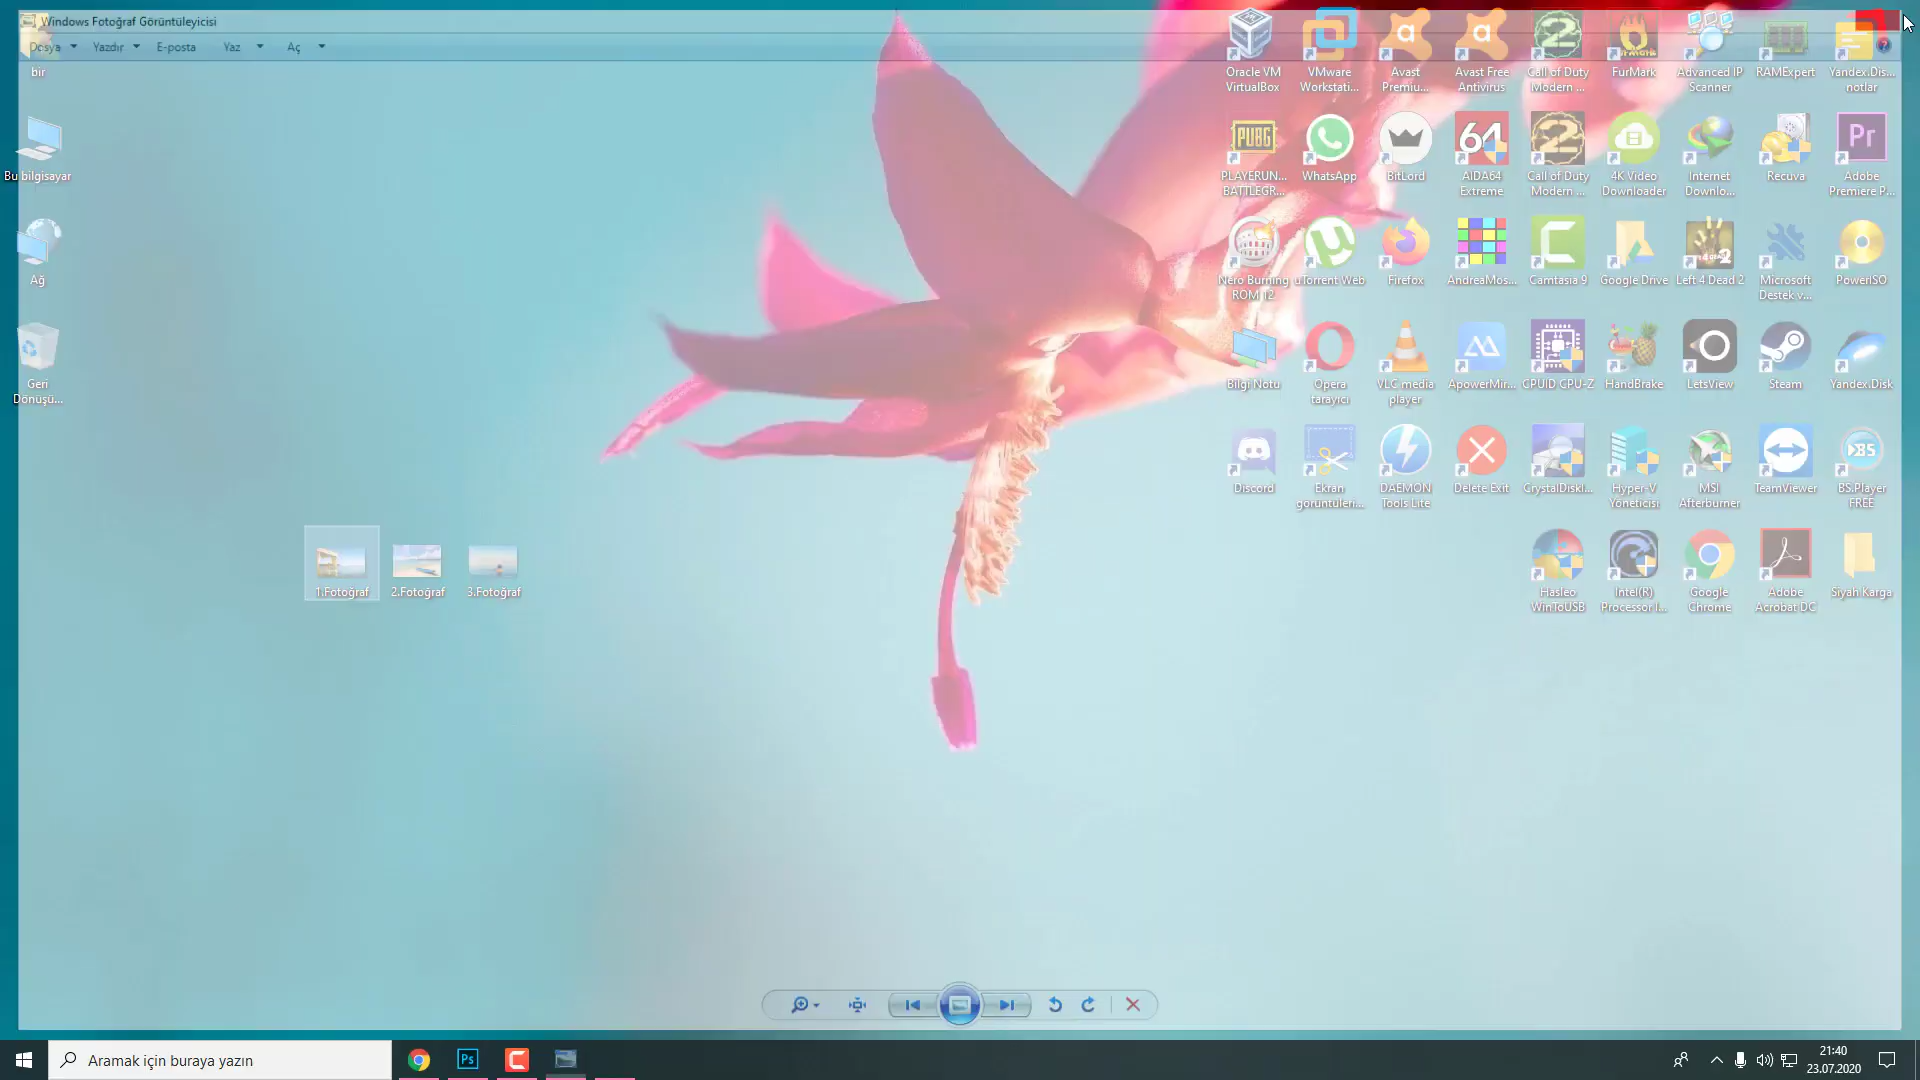 Windows Fotoğraf Görüntüleyicisi
Dosya Yazdır E-posta Yaz Aç
bir
Bu bilgisayar
Ağ
Geri
Dönüşü...
1.Fotoğraf 2.Fotoğraf 3.Fotoğraf
Oracle VM
VirtualBox
VMware
Workstati...
Avast
Premiu...
Avast Free
Antivirus
Call of Duty
Modern ...
FurMark
Advanced IP
Scanner
RAMExpert
Yandex.Dis...
notlar
PUBG
PLAYERUN...
BATTLEGR...
WhatsApp
BitLord
64
AIDA64
Extreme
Call of Duty
Modern ...
4K Video
Downloader
Internet
Downlo...
Recuva
Pr
Adobe
Premiere P...
Nero Burning
ROM 12
uTorrent Web
Firefox
AndreaMos...
Camtasia 9
Google Drive
Left 4 Dead 2
Microsoft
Destek v...
PowerISO
Bilgi Notu
Opera
tarayıcı
VLC media
player
ApowerMir...
CPUID CPU-Z
HandBrake
LetsView
Steam
Yandex.Disk
Discord
Ekran
görüntüleri...
DAEMON
Tools Lite
Delete Exit
CrystalDiskI...
Hyper-V
Yöneticisi
MSI
Afterburner
TeamViewer
BS
BS.Player
FREE
Hasleo
WinToUSB
Intel(R)
Processor I...
Google
Chrome
Adobe
Acrobat DC
Siyah Karga
Aramak için buraya yazın
Ps
21:40
23.07.2020